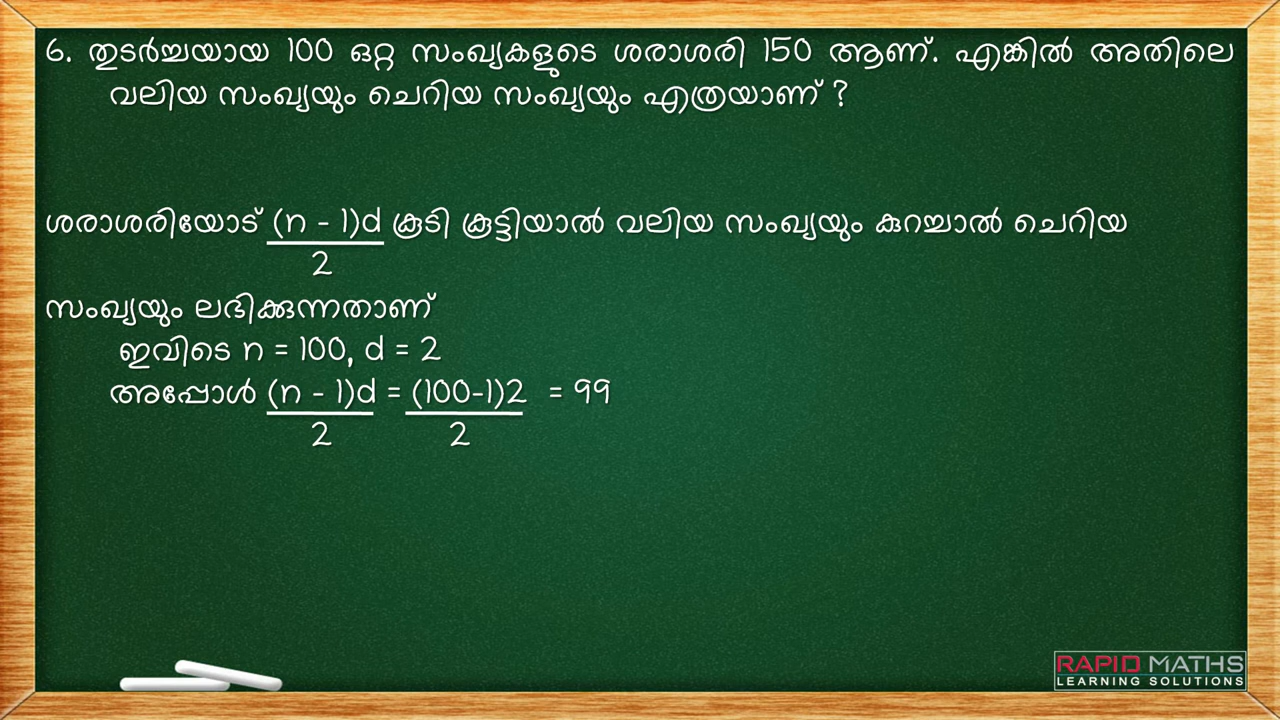 6. തുടർച്ചയായ 100 ഒറ്റ സംഖ്യകളുടെ ശരാശരി 150 ആണ്. എങ്കിൽ അതിലെ
വലിയ സംഖ്യയും ചെറിയ സംഖ്യയും എത്രയാണ് ?
ശരാശരിയോട് (n - 1)d കൂടി കൂട്ടിയാൽ വലിയ സംഖ്യയും കുറച്ചാൽ ചെറിയ
2
സംഖ്യയും ലഭിക്കുന്നതാണ്
ഇവിടെ n = 100, d = 2
അപ്പോൾ (n - 1)d = (100-1)2 = 99
2 2
RAPID MATHS
LEARNING SOLUTIONS